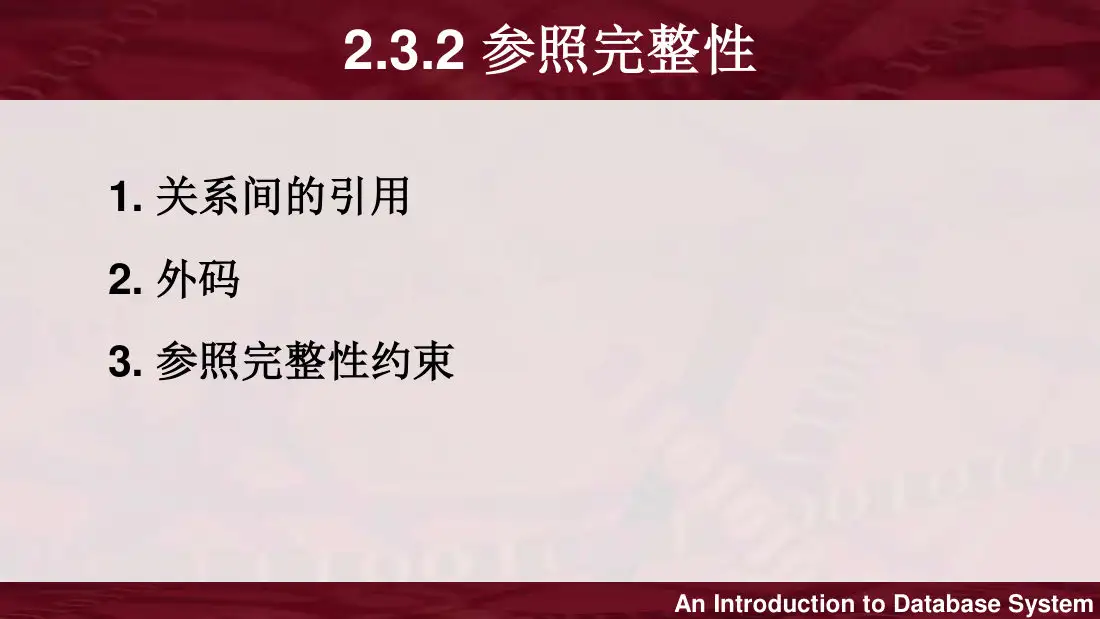 2.3.2 参照完整性
1. 关系间的引用
2. 外码
3. 参照完整性约束
An Introduction to Database System